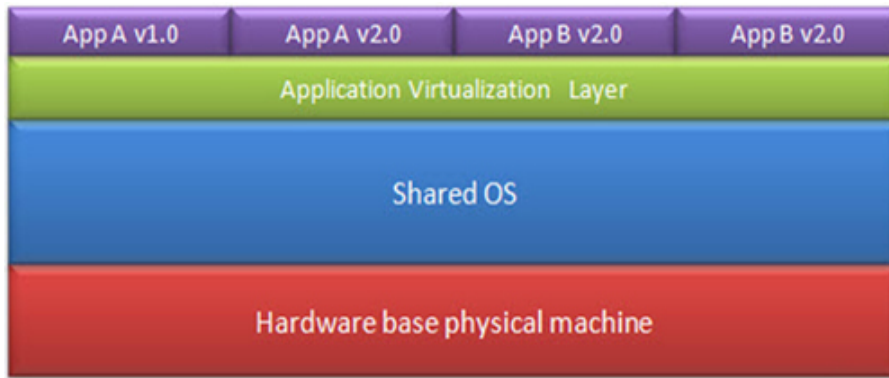 App A v1.0 App A v2.0 App B v2.0 App B v2.0
Application Virtualization Layer
Shared OS
Hardware base physical machine